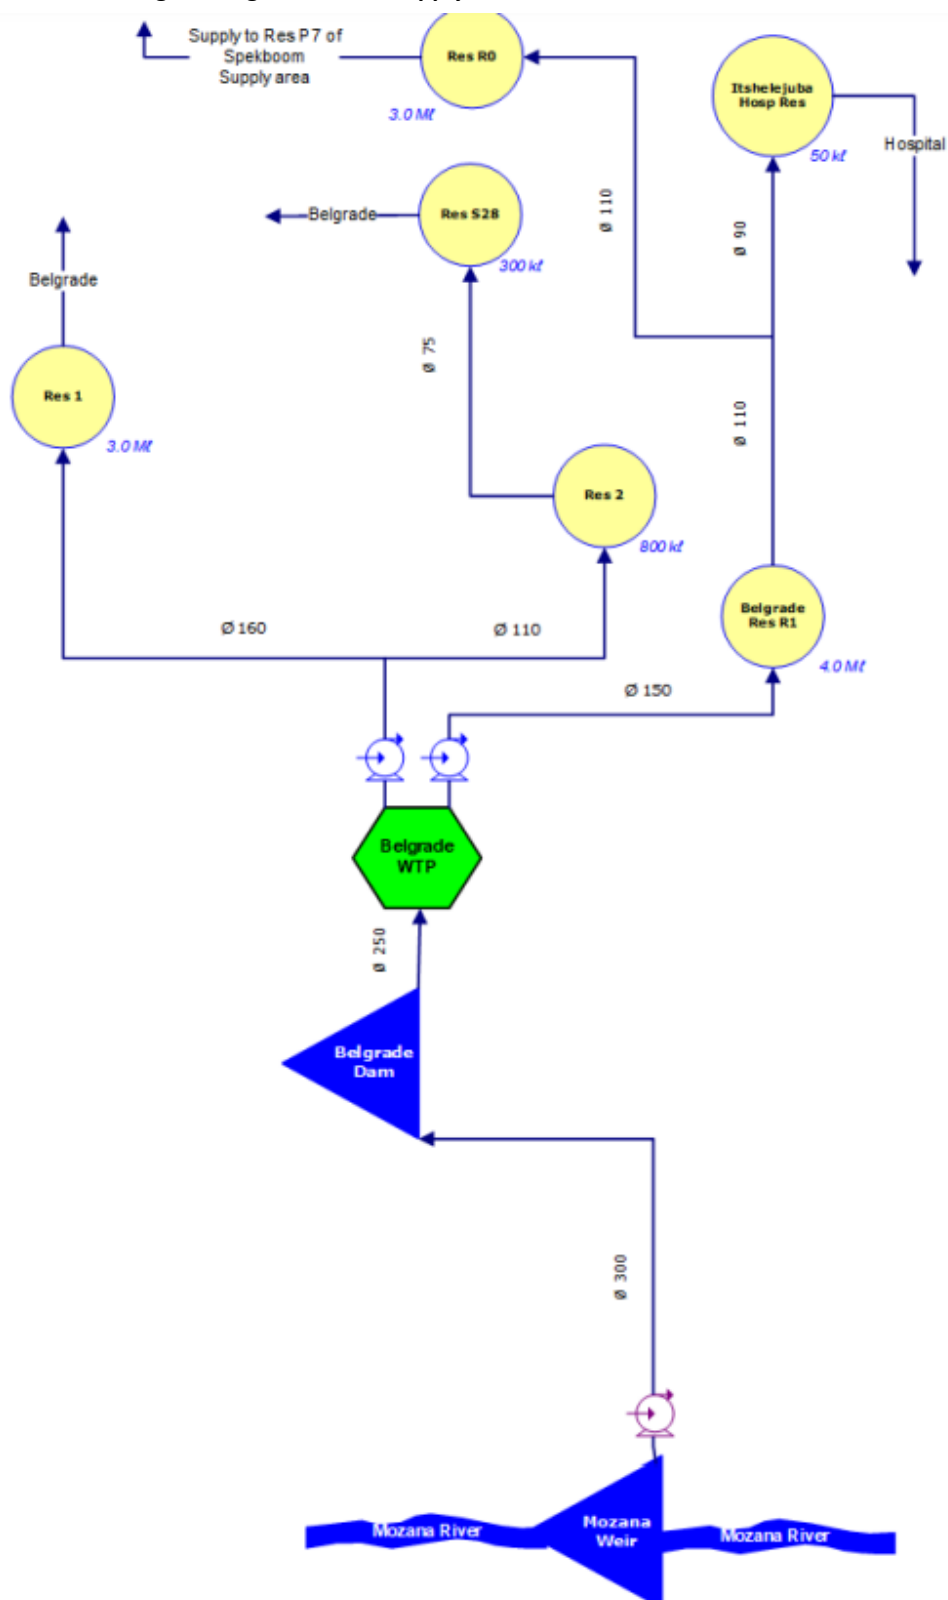 Supply to Res P7 of
Spekboom
Supply area
Res R0
3.0 Mℓ
Itshelejuba
Hosp Res
50 kℓ
Hospital
Ø 110
Ø 90
Belgrade
Res S28
300 kℓ
Belgrade
Ø 75
Res 1
3.0 Mℓ
Ø 110
Res 2
800 kℓ
Belgrade
Res R1
4.0 Mℓ
Ø 160
Ø 110
Ø 150
Belgrade
WTP
Ø 250
Belgrade
Dam
Ø 300
Mozana River
Mozana
Weir
Mozana River